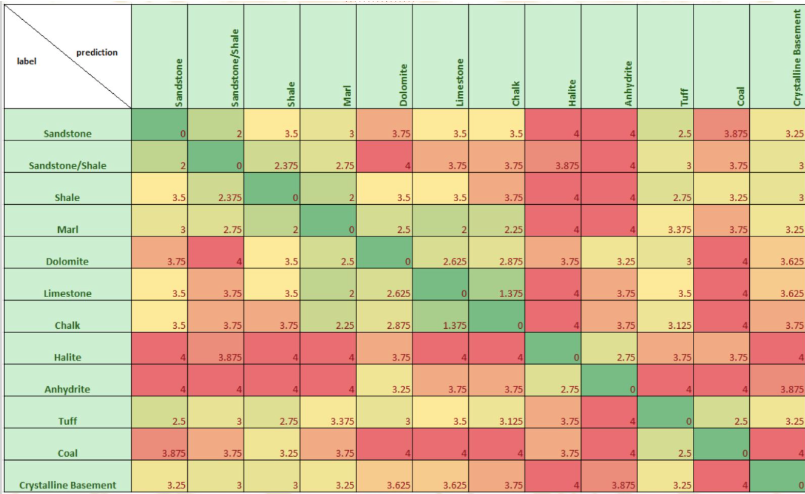 label prediction Sandstone Sandstone/Shale Shale Marl Dolomite Limestone Chalk Halite Anhydrite Tuff Coal Crystalline Basement
Sandstone 0 2 3.5 3 3.75 3.5 3.5 4 4 2.5 3.875 3.25
Sandstone/Shale 2 0 2.375 2.75 4 3.75 3.75 3.875 4 3 3.75 3
Shale 3.5 2.375 0 2 3.5 3.5 3.75 4 4 2.75 3.25 3
Marl 3 2.75 2 0 2.5 2 2.25 4 4 3.375 3.75 3.25
Dolomite 3.75 4 3.5 2.5 0 2.625 2.875 3.75 3.25 3 4 3.625
Limestone 3.5 3.75 3.5 2 2.625 0 1.375 4 3.75 3.5 4 3.625
Chalk 3.5 3.75 3.75 2.25 2.875 1.375 0 4 3.75 3.125 4 3.75
Halite 4 3.875 4 4 3.75 4 4 0 2.75 3.75 3.75 4
Anhydrite 4 4 4 4 3.25 3.75 3.75 2.75 0 4 4 3.875
Tuff 2.5 3 2.75 3.375 3 3.5 3.125 3.75 4 0 2.5 3.25
Coal 3.875 3.75 3.25 3.75 4 4 4 3.75 4 2.5 0 4
Crystalline Basement 3.25 3 3 3.25 3.625 3.625 3.75 4 3.875 3.25 4 0